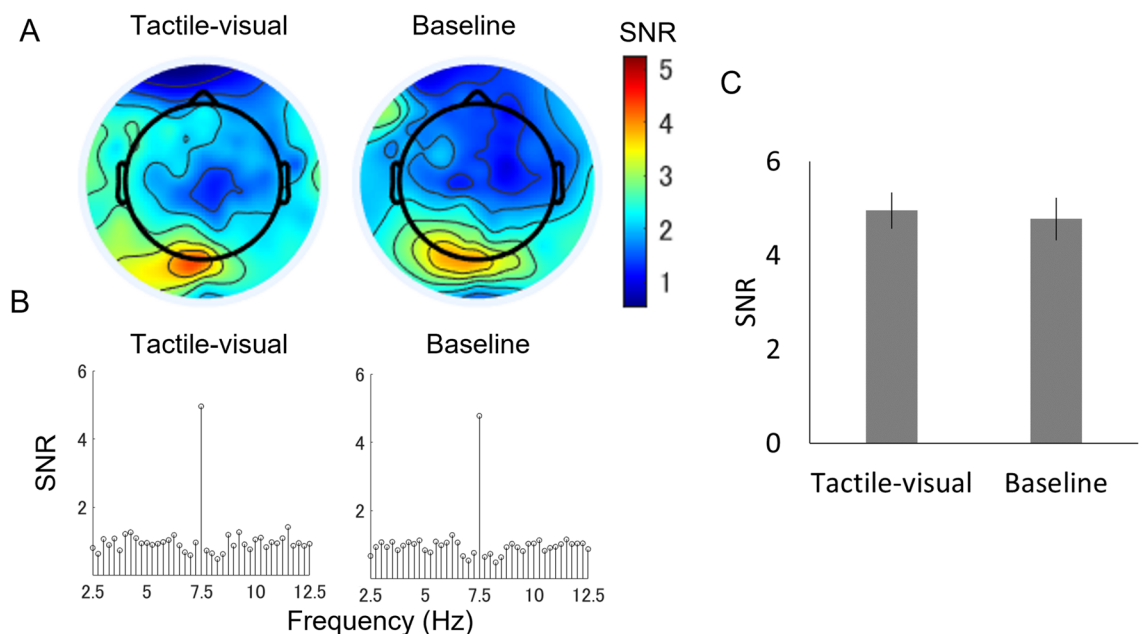 A
Tactile-visual
Baseline
SNR
5
4
3
2
1
B
Tactile-visual
Baseline
SNR
6
4
2
2.5 5 7.5 10 12.5
6
4
2
2.5 5 7.5 10 12.5
Frequency (Hz)
C
SNR
6
4
2
0
Tactile-visual Baseline